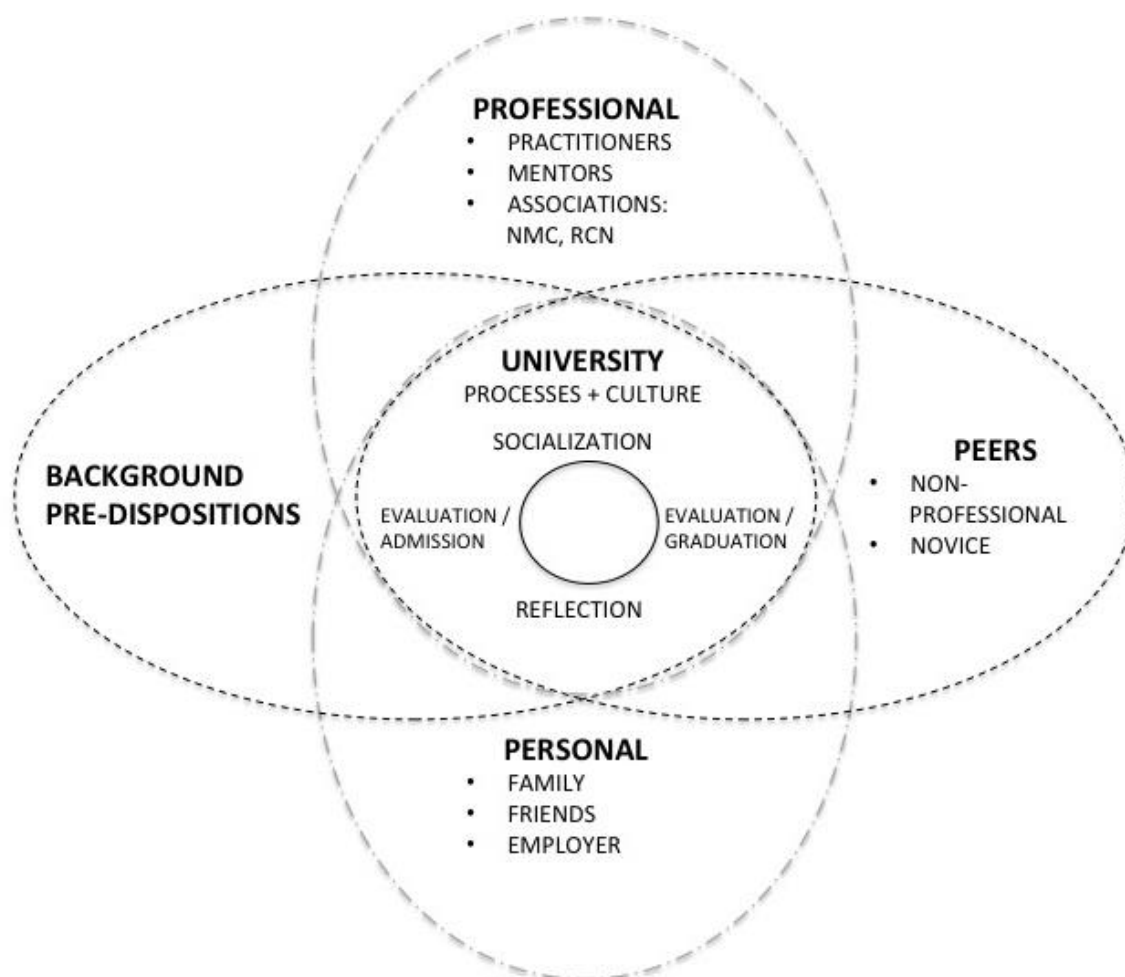 PROFESSIONAL
• PRACTITIONERS
• MENTORS
• ASSOCIATIONS:
NMC, RCN
UNIVERSITY
PROCESSES + CULTURE
SOCIALIZATION
BACKGROUND
PRE-DISPOSITIONS
EVALUATION /
ADMISSION
EVALUATION /
GRADUATION
REFLECTION
PEERS
• NON-
PROFESSIONAL
• NOVICE
PERSONAL
• FAMILY
• FRIENDS
• EMPLOYER